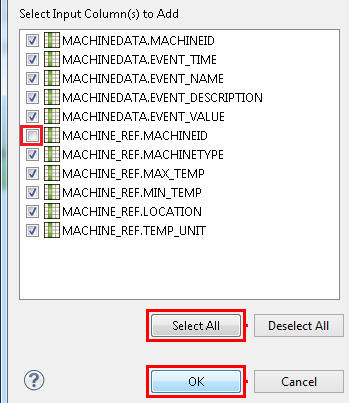 Select Input Column(s) to Add
MACHINEDATA.MACHINEID
MACHINEDATA.EVENT_TIME
MACHINEDATA.EVENT_NAME
MACHINEDATA.EVENT_DESCRIPTION
MACHINEDATA.EVENT_VALUE
MACHINE_REF.MACHINEID
MACHINE_REF.MACHINETYPE
MACHINE_REF.MAX_TEMP
MACHINE_REF.MIN_TEMP
MACHINE_REF.LOCATION
MACHINE_REF.TEMP_UNIT
Select All Deselect All
? OK Cancel